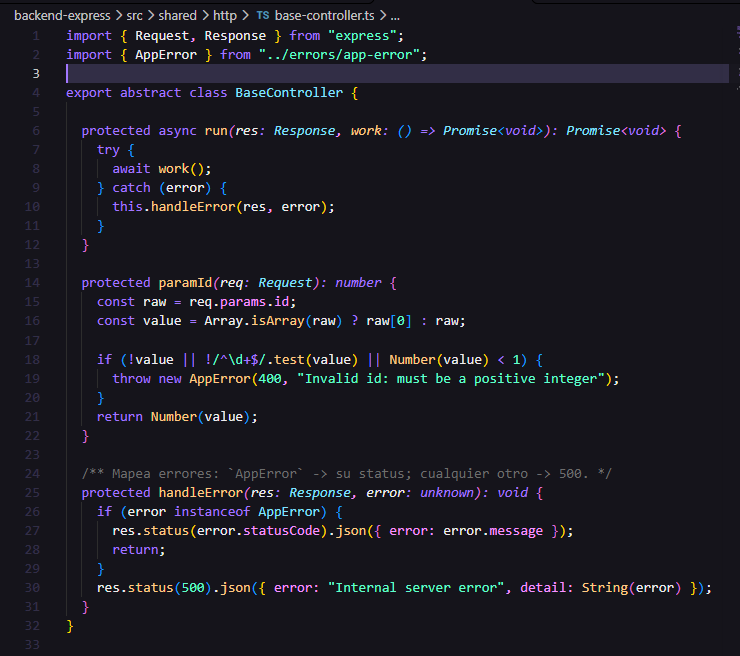 backend-express > src > shared > http > TS base-controller.ts > ...
1 import { Request, Response } from "express";
2 import { AppError } from "../errors/app-error";
3
4 export abstract class BaseController {
5
6   protected async run(res: Response, work: () => Promise<void>): Promise<void> {
7     try {
8       await work();
9     } catch (error) {
10       this.handleError(res, error);
11     }
12   }
13
14   protected paramId(req: Request): number {
15     const raw = req.params.id;
16     const value = Array.isArray(raw) ? raw[0] : raw;
17
18     if (!value || !/^\d+$/.test(value) || Number(value) < 1) {
19       throw new AppError(400, "Invalid id: must be a positive integer");
20     }
21     return Number(value);
22   }
23
24   /** Mapea errores: `AppError` -> su status; cualquier otro -> 500. */
25   protected handleError(res: Response, error: unknown): void {
26     if (error instanceof AppError) {
27       res.status(error.statusCode).json({ error: error.message });
28       return;
29     }
30     res.status(500).json({ error: "Internal server error", detail: String(error) });
31   }
32 }
33